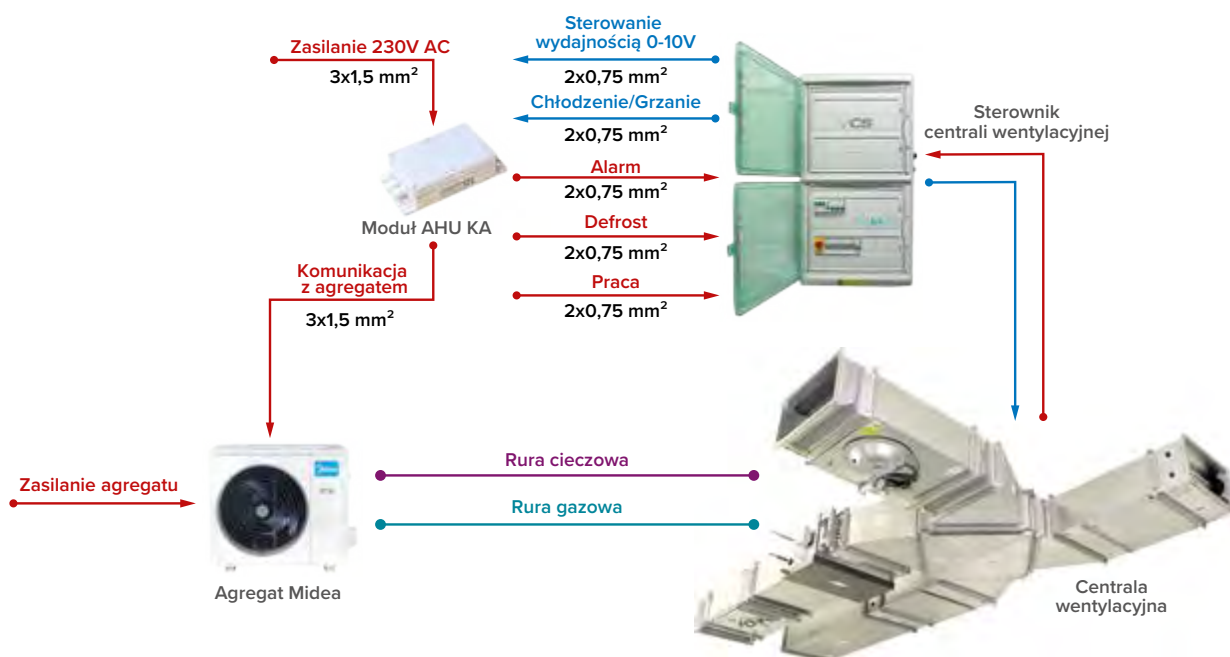 Zasilanie 230V AC
3x1,5 mm²
Sterowanie
wydajnością 0-10V
2x0,75 mm²
Chłodzenie/Grzanie
2x0,75 mm²
Alarm
2x0,75 mm²
Defrost
2x0,75 mm²
Praca
2x0,75 mm²
Sterownik
centrali wentylacyjnej
Moduł AHU KA
Komunikacja
z agregatem
3x1,5 mm²
Zasilanie agregatu
Agregat Midea
Rura cieczowa
Rura gazowa
Centrala
wentylacyjna